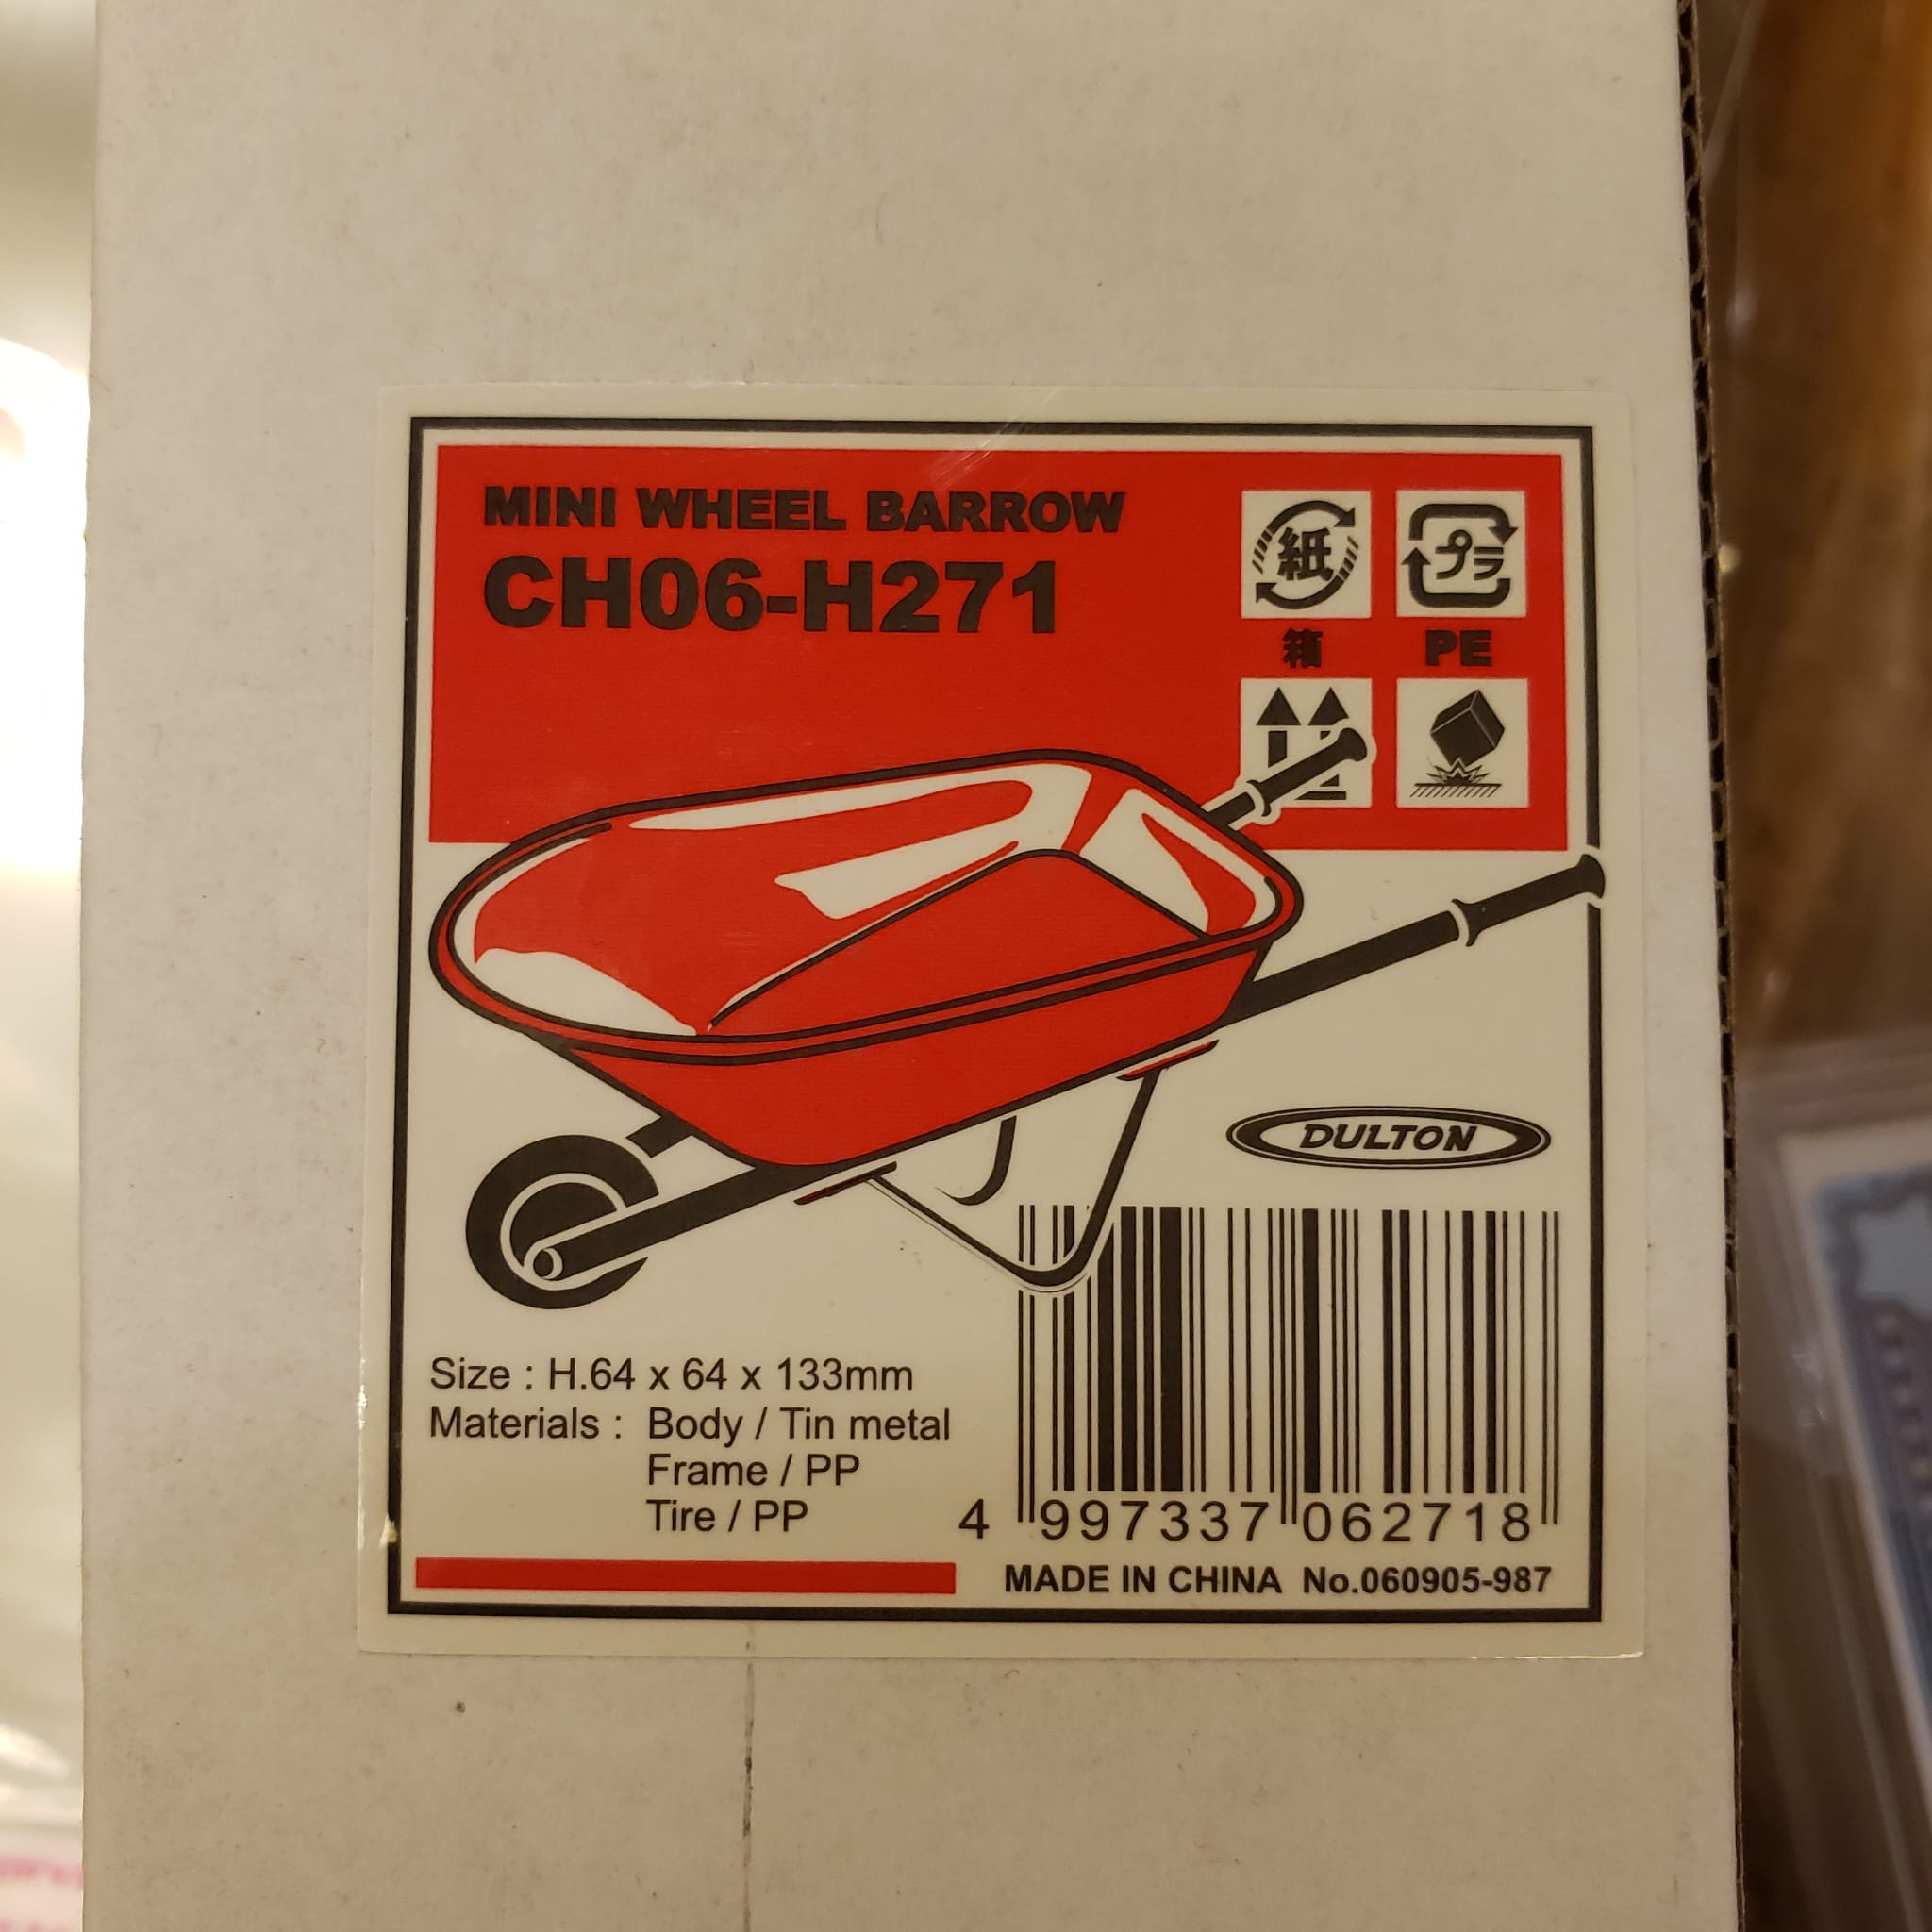 MINI WHEEL BARROW
CH06-H271
紙
プラ
箱
PE
DULTON
Size : H.64 x 64 x 133mm
Materials : Body / Tin metal
Frame / PP
Tire / PP
4 997337 062718
MADE IN CHINA No.060905-987